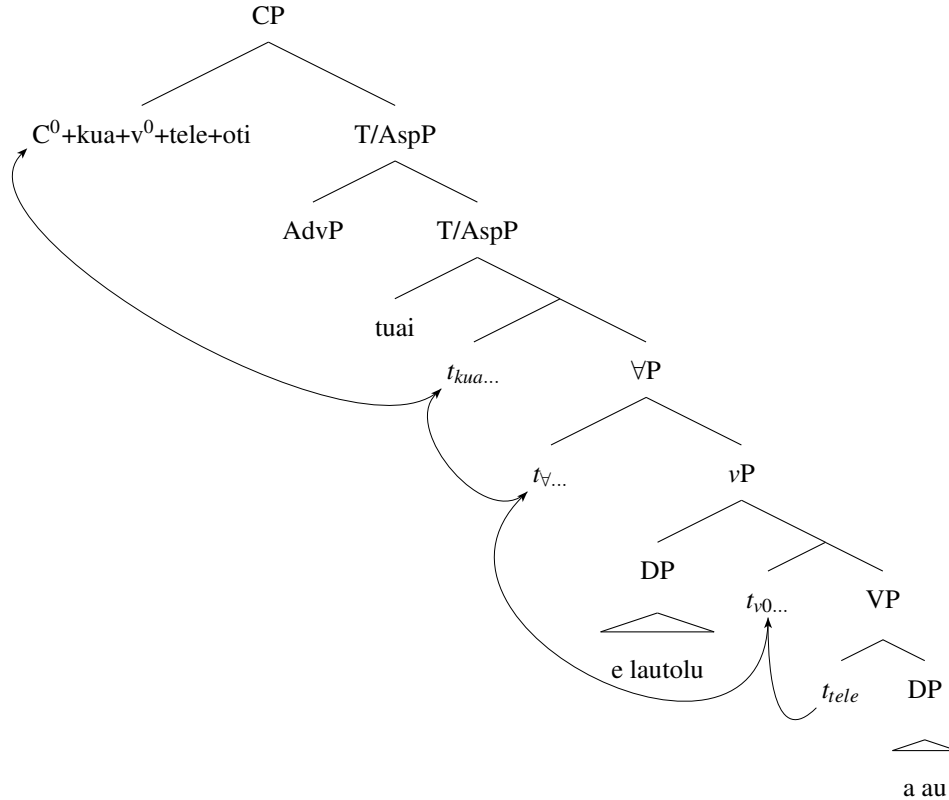 CP
C⁰+kua+v⁰+tele+oti T/AspP
AdvP T/AspP
tuai
t_kua... ∀P
t_∀... vP
DP
t_v0... VP
e lautolu
t_tele DP
a au